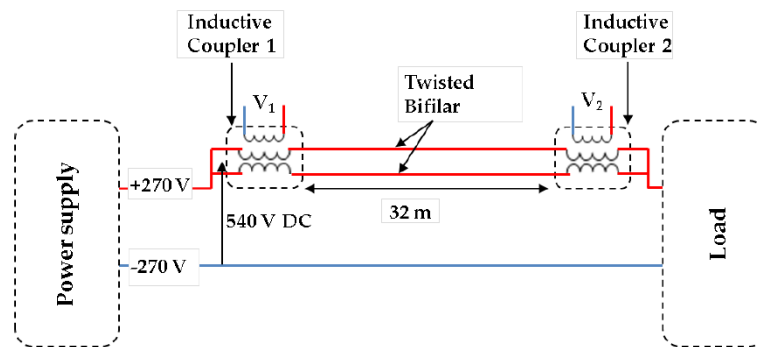 Inductive
Coupler 1
Inductive
Coupler 2
Twisted
Bifilar
V1
V2
Power supply
+270 V
540 V DC
32 m
-270 V
Load